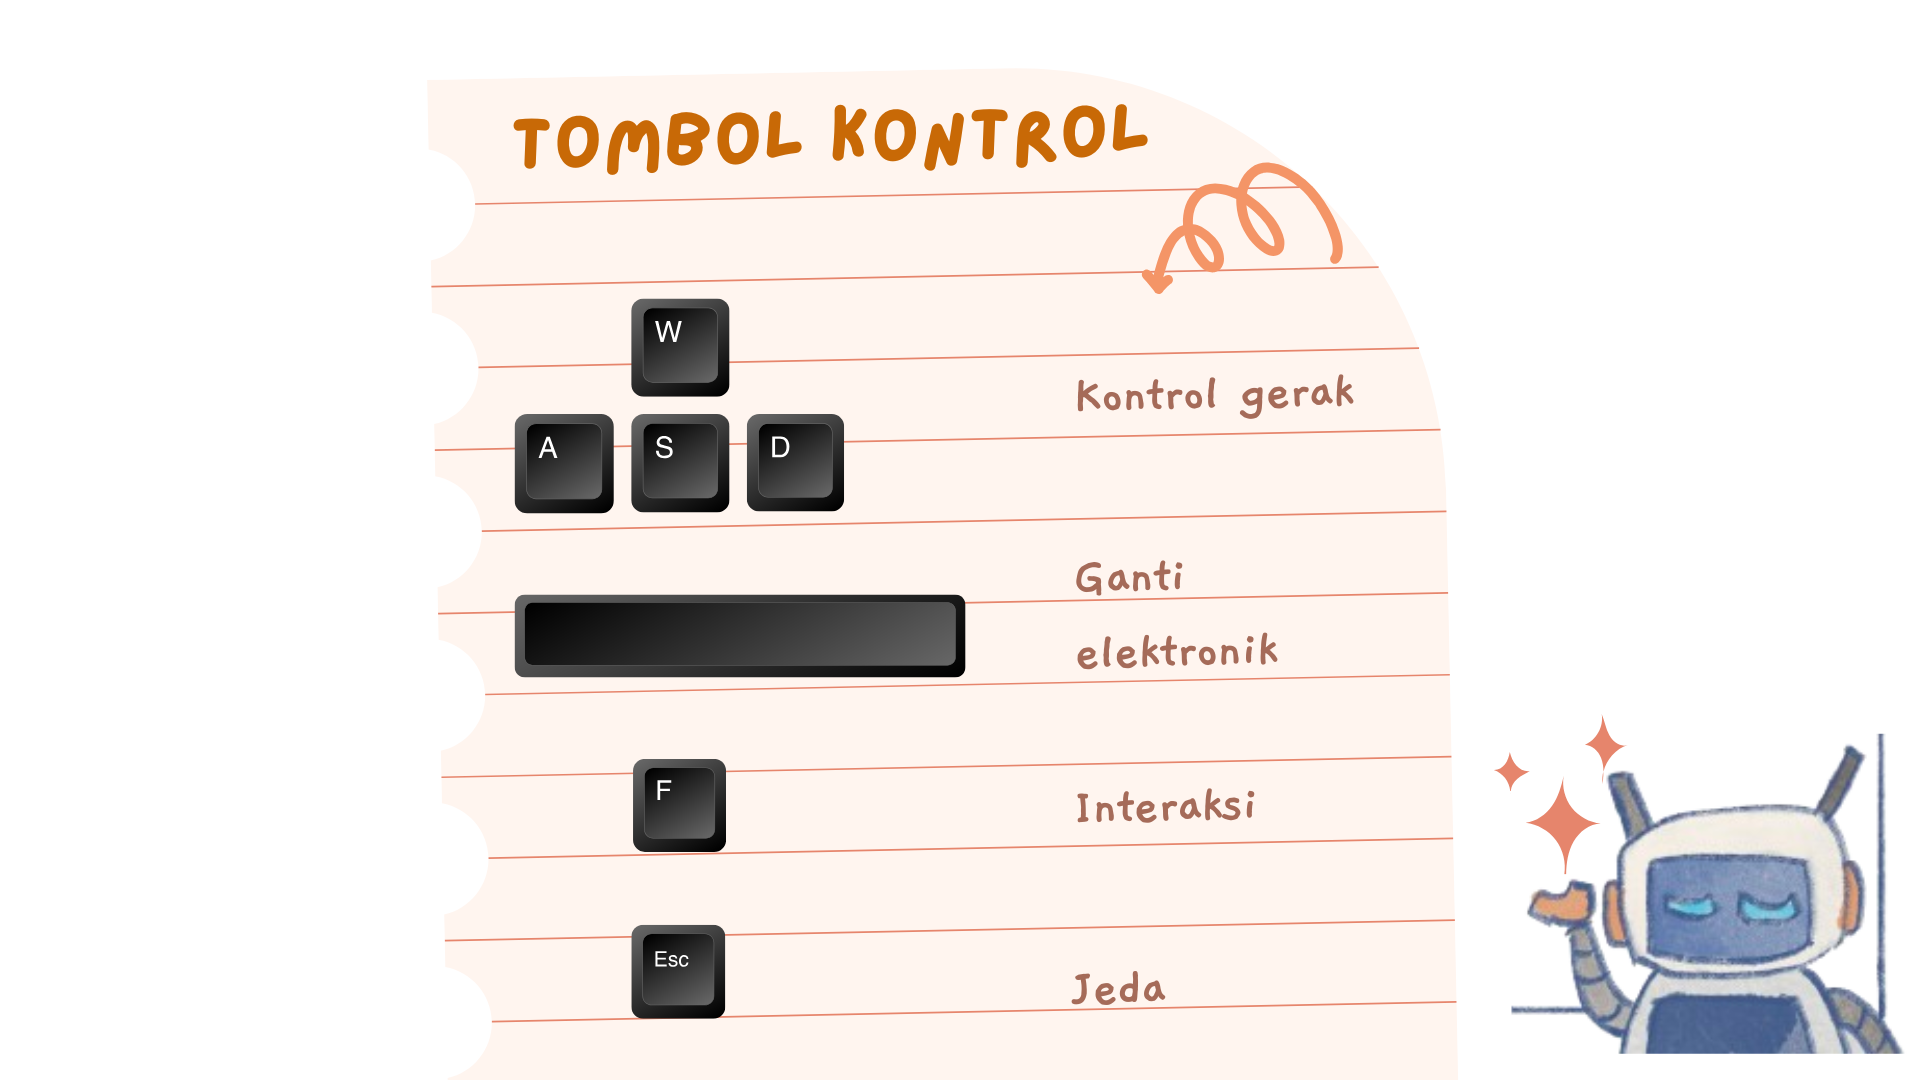 TOMBOL KONTROL
W
Kontrol gerak
A S D
Ganti
elektronik
F
Interaksi
Esc
Jeda